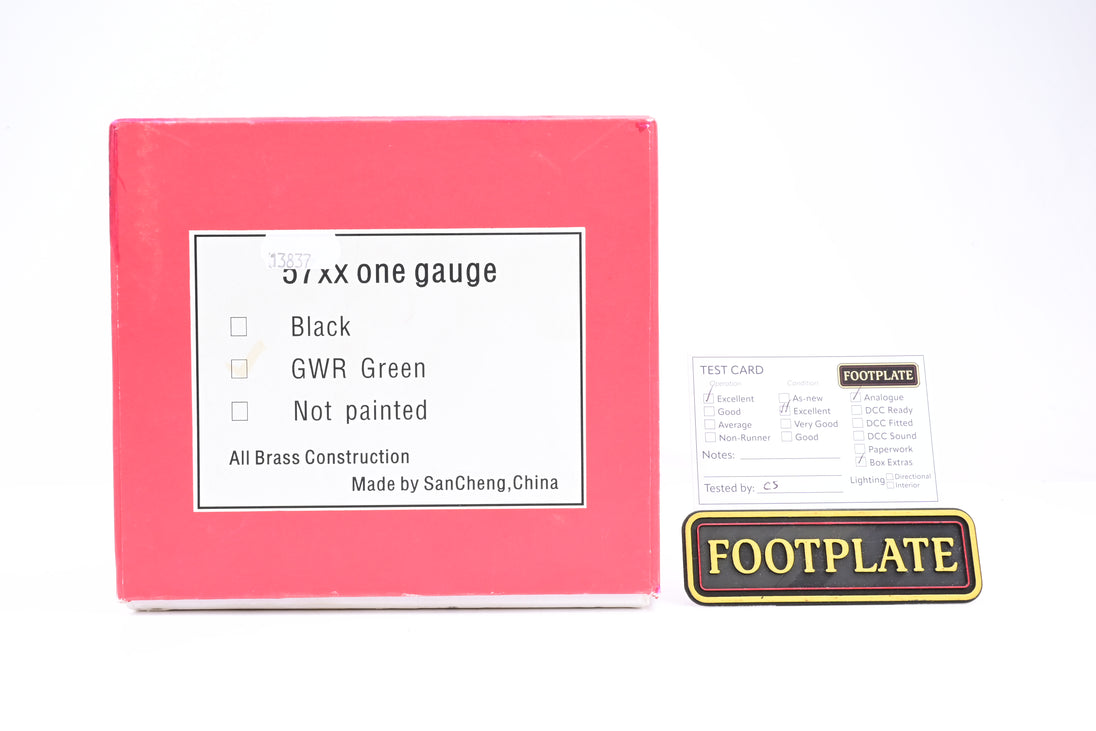 13837
57xx one gauge
Black
GWR Green
Not painted
All Brass Construction
Made by SanCheng,China
TEST CARD
FOOTPLATE
Operation
Condition
Excellent
As-new
Analogue
Good
Excellent
DCC Ready
Average
Very Good
DCC Fitted
Non-Runner
Good
DCC Sound
Paperwork
Notes:
Box Extras
Lighting
Directional
Interior
Tested by: CS
FOOTPLATE